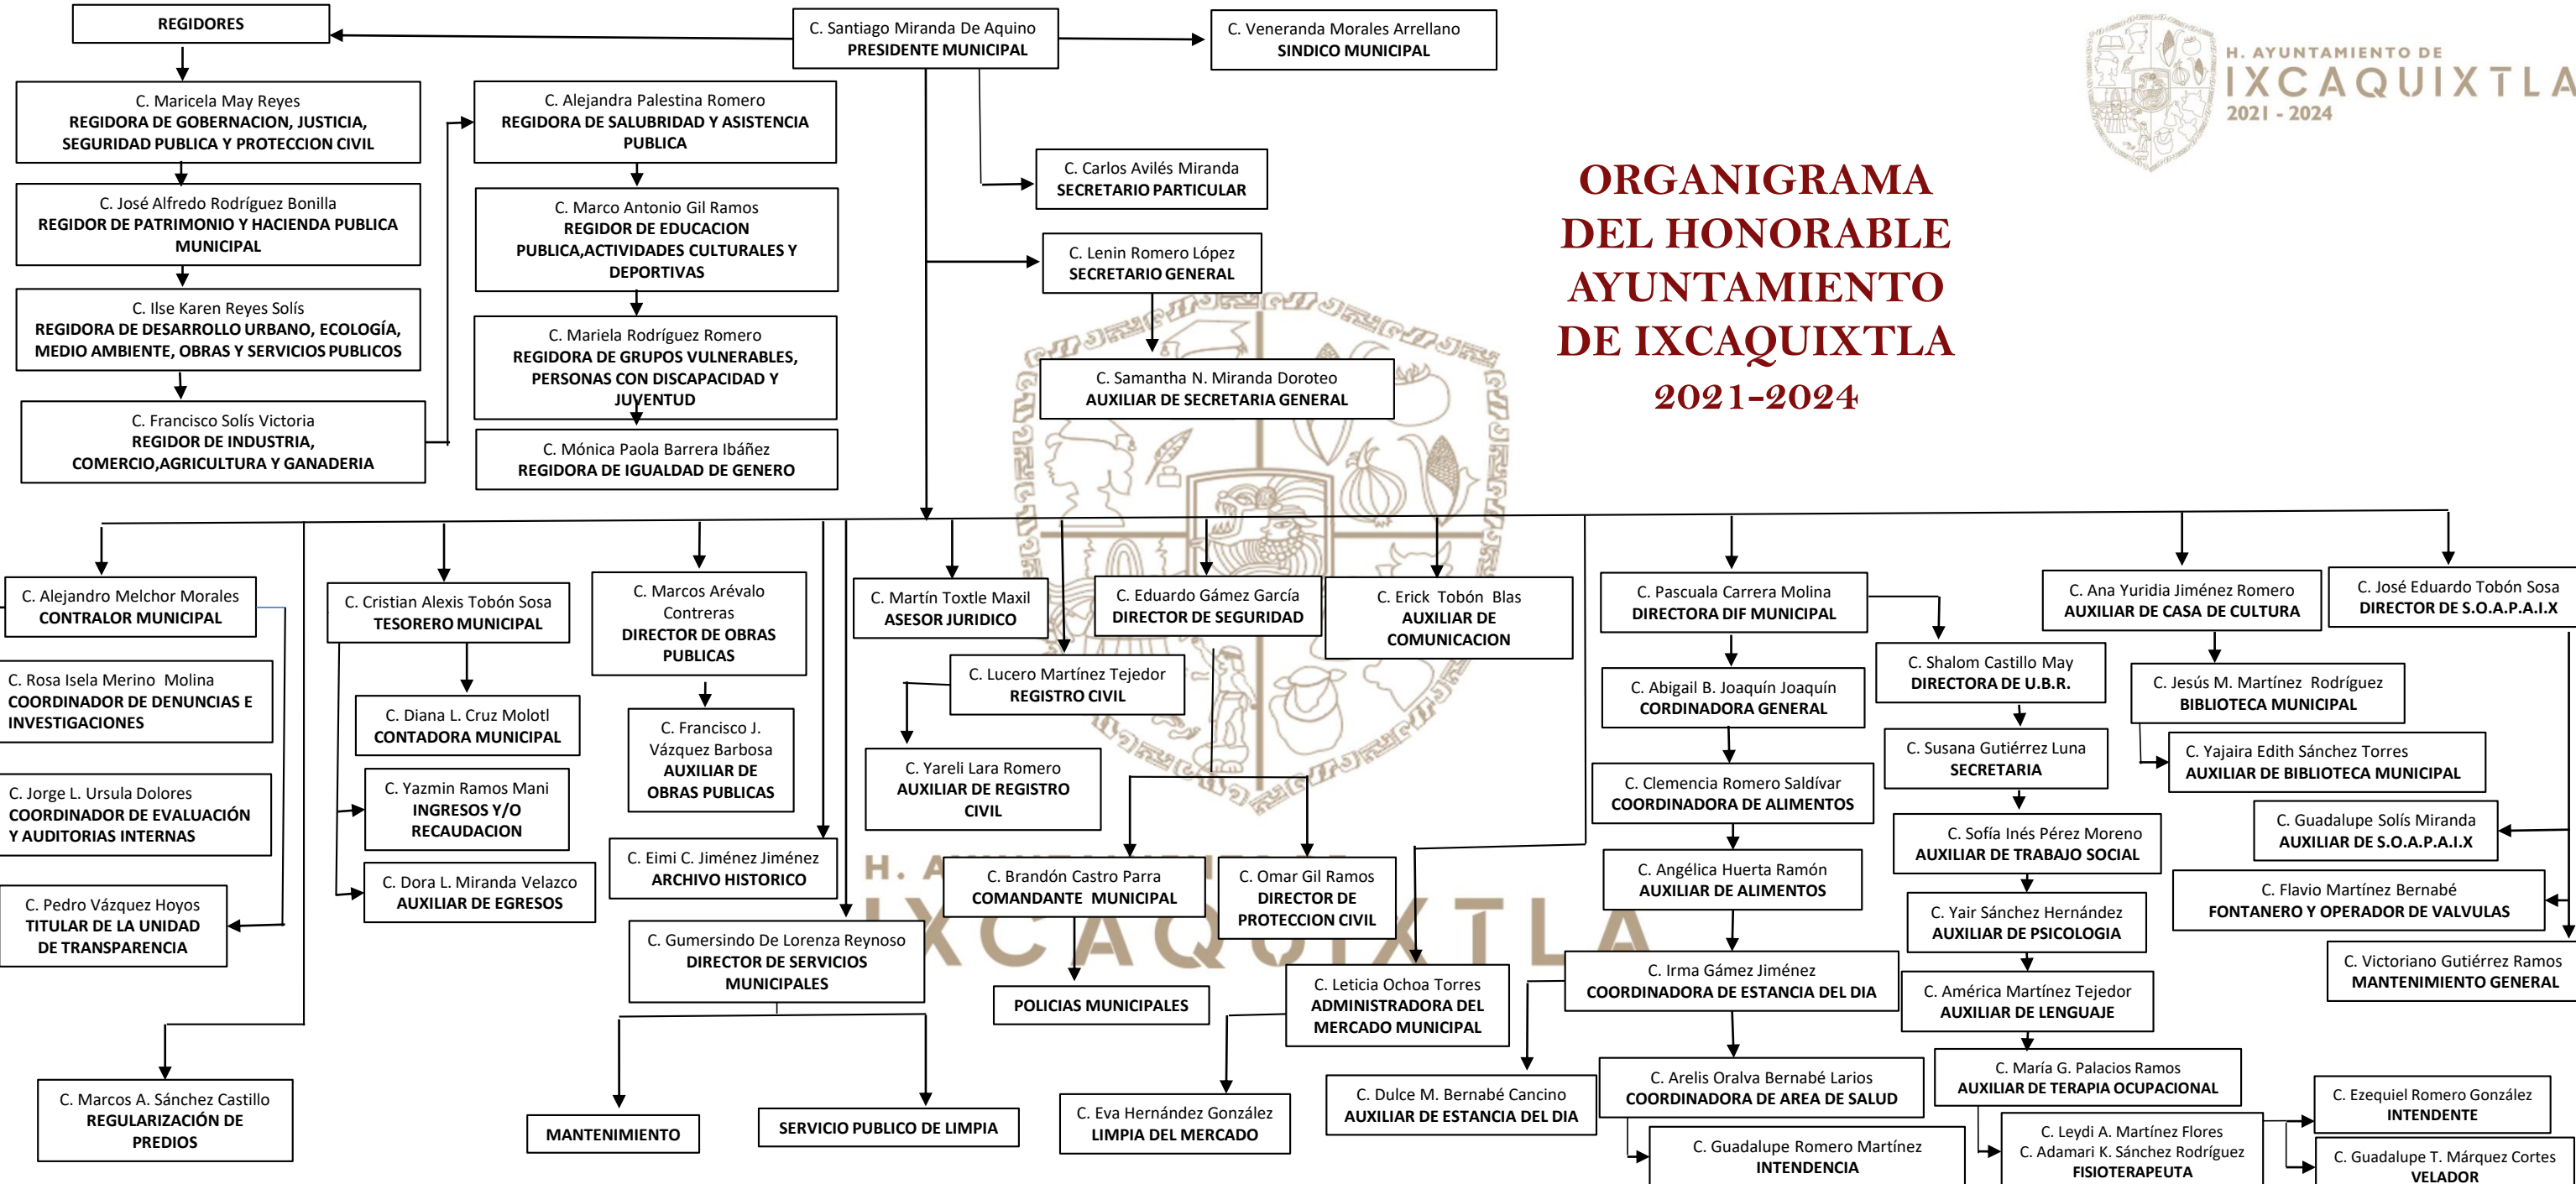 REGIDORES
C. Santiago Miranda De Aquino
PRESIDENTE MUNICIPAL
C. Veneranda Morales Arrellano
SINDICO MUNICIPAL
H. AYUNTAMIENTO DE
IXCAQUIXTLA
2021 - 2024
C. Maricela May Reyes
REGIDORA DE GOBERNACION, JUSTICIA,
SEGURIDAD PUBLICA Y PROTECCION CIVIL
C. José Alfredo Rodríguez Bonilla
REGIDOR DE PATRIMONIO Y HACIENDA PUBLICA
MUNICIPAL
C. Ilse Karen Reyes Solís
REGIDORA DE DESARROLLO URBANO, ECOLOGÍA,
MEDIO AMBIENTE, OBRAS Y SERVICIOS PUBLICOS
C. Francisco Solís Victoria
REGIDOR DE INDUSTRIA,
COMERCIO,AGRICULTURA Y GANADERIA
C. Alejandra Palestina Romero
REGIDORA DE SALUBRIDAD Y ASISTENCIA
PUBLICA
C. Marco Antonio Gil Ramos
REGIDOR DE EDUCACION
PUBLICA,ACTIVIDADES CULTURALES Y
DEPORTIVAS
C. Mariela Rodríguez Romero
REGIDORA DE GRUPOS VULNERABLES,
PERSONAS CON DISCAPACIDAD Y
JUVENTUD
C. Mónica Paola Barrera Ibáñez
REGIDORA DE IGUALDAD DE GENERO
C. Carlos Avilés Miranda
SECRETARIO PARTICULAR
C. Lenin Romero López
SECRETARIO GENERAL
C. Samantha N. Miranda Doroteo
AUXILIAR DE SECRETARIA GENERAL
ORGANIGRAMA
DEL HONORABLE
AYUNTAMIENTO
DE IXCAQUIXTLA
2021-2024
C. Alejandro Melchor Morales
CONTRALOR MUNICIPAL
C. Rosa Isela Merino Molina
COORDINADOR DE DENUNCIAS E
INVESTIGACIONES
C. Jorge L. Ursula Dolores
COORDINADOR DE EVALUACIÓN
Y AUDITORIAS INTERNAS
C. Pedro Vázquez Hoyos
TITULAR DE LA UNIDAD
DE TRANSPARENCIA
C. Marcos A. Sánchez Castillo
REGULARIZACIÓN DE
PREDIOS
C. Cristian Alexis Tobón Sosa
TESORERO MUNICIPAL
C. Diana L. Cruz Molotl
CONTADORA MUNICIPAL
C. Yazmin Ramos Mani
INGRESOS Y/O
RECAUDACION
C. Dora L. Miranda Velazco
AUXILIAR DE EGRESOS
C. Marcos Arévalo
Contreras
DIRECTOR DE OBRAS
PUBLICAS
C. Francisco J.
Vázquez Barbosa
AUXILIAR DE
OBRAS PUBLICAS
C. Eimi C. Jiménez Jiménez
ARCHIVO HISTORICO
C. Gumersindo De Lorenza Reynoso
DIRECTOR DE SERVICIOS
MUNICIPALES
MANTENIMIENTO
SERVICIO PUBLICO DE LIMPIA
C. Martín Toxtle Maxil
ASESOR JURIDICO
C. Lucero Martínez Tejedor
REGISTRO CIVIL
C. Yareli Lara Romero
AUXILIAR DE REGISTRO
CIVIL
C. Eduardo Gámez García
DIRECTOR DE SEGURIDAD
C. Brandón Castro Parra
COMANDANTE MUNICIPAL
C. Omar Gil Ramos
DIRECTOR DE
PROTECCION CIVIL
POLICIAS MUNICIPALES
C. Erick Tobón Blas
AUXILIAR DE
COMUNICACION
C. Leticia Ochoa Torres
ADMINISTRADORA DEL
MERCADO MUNICIPAL
C. Eva Hernández González
LIMPIA DEL MERCADO
C. Pascuala Carrera Molina
DIRECTORA DIF MUNICIPAL
C. Abigail B. Joaquín Joaquín
CORDINADORA GENERAL
C. Clemencia Romero Saldívar
COORDINADORA DE ALIMENTOS
C. Angélica Huerta Ramón
AUXILIAR DE ALIMENTOS
C. Irma Gámez Jiménez
COORDINADORA DE ESTANCIA DEL DIA
C. Dulce M. Bernabé Cancino
AUXILIAR DE ESTANCIA DEL DIA
C. Arelis Oralva Bernabé Larios
COORDINADORA DE AREA DE SALUD
C. Guadalupe Romero Martínez
INTENDENCIA
C. Shalom Castillo May
DIRECTORA DE U.B.R.
C. Susana Gutiérrez Luna
SECRETARIA
C. Sofía Inés Pérez Moreno
AUXILIAR DE TRABAJO SOCIAL
C. Yair Sánchez Hernández
AUXILIAR DE PSICOLOGIA
C. América Martínez Tejedor
AUXILIAR DE LENGUAJE
C. María G. Palacios Ramos
AUXILIAR DE TERAPIA OCUPACIONAL
C. Leydi A. Martínez Flores
C. Adamari K. Sánchez Rodríguez
FISIOTERAPEUTA
C. Ezequiel Romero González
INTENDENTE
C. Guadalupe T. Márquez Cortes
VELADOR
C. Ana Yuridia Jiménez Romero
AUXILIAR DE CASA DE CULTURA
C. Jesús M. Martínez Rodríguez
BIBLIOTECA MUNICIPAL
C. Yajaira Edith Sánchez Torres
AUXILIAR DE BIBLIOTECA MUNICIPAL
C. José Eduardo Tobón Sosa
DIRECTOR DE S.O.A.P.A.I.X
C. Guadalupe Solís Miranda
AUXILIAR DE S.O.A.P.A.I.X
C. Flavio Martínez Bernabé
FONTANERO Y OPERADOR DE VALVULAS
C. Victoriano Gutiérrez Ramos
MANTENIMIENTO GENERAL
IXCAQUIXTLA